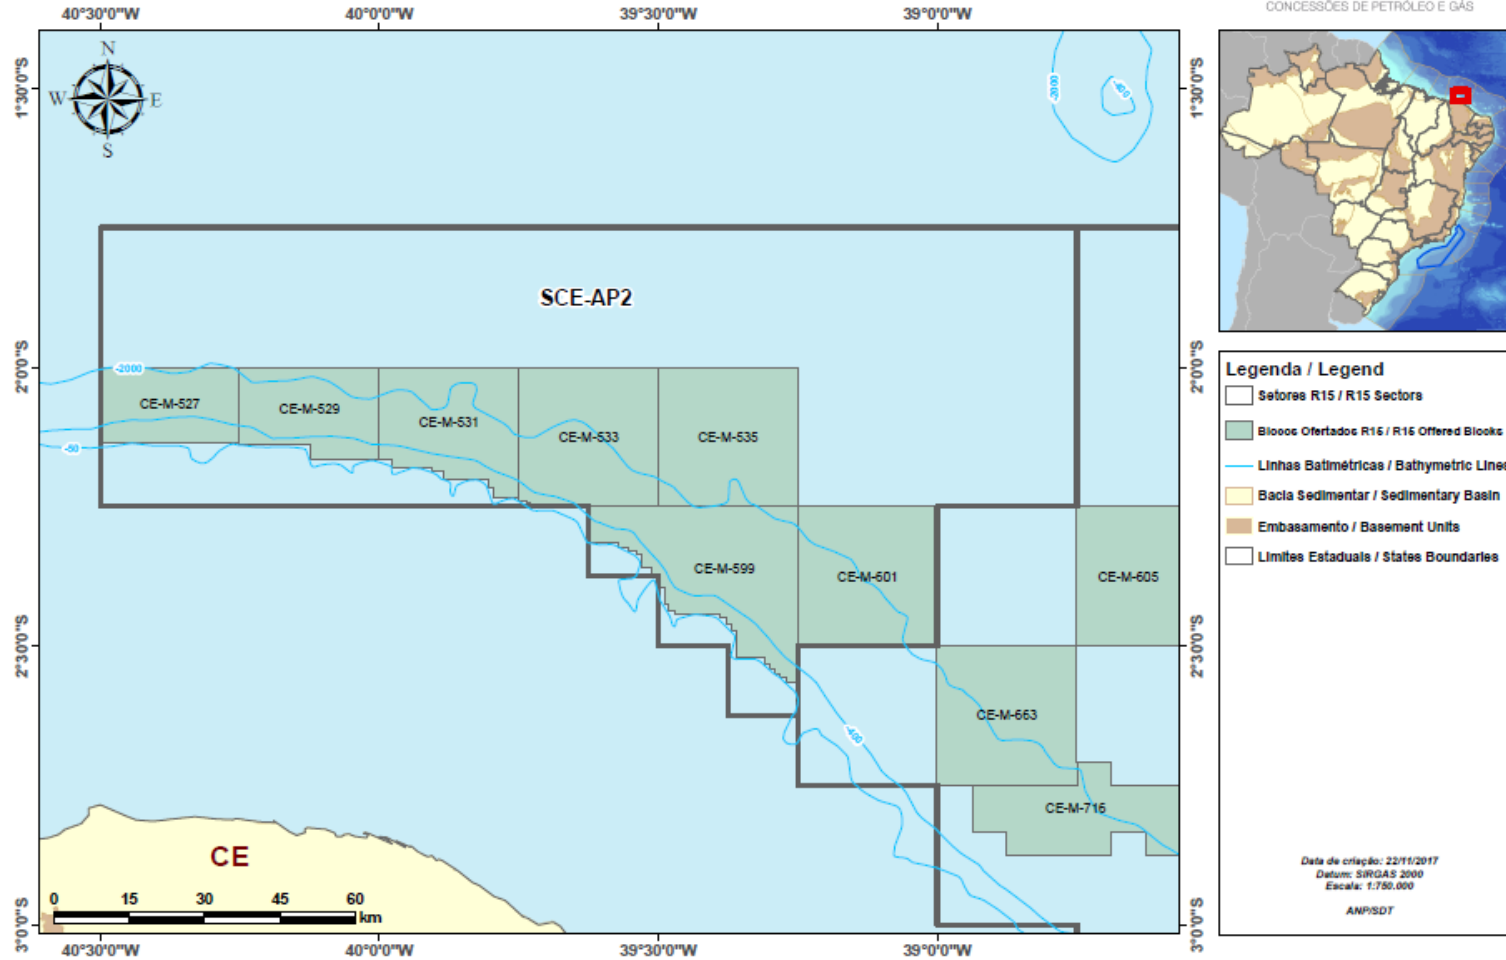 CONCESSÕES DE PETRÓLEO E GÁS
40°30'0"W 40°0'0"W 39°30'0"W 39°0'0"W
N
W E
S
1°30'0"S 1°30'0"S
-2000
-400
SCE-AP2
2°0'0"S 2°0'0"S
-2000
CE-M-527
CE-M-529
CE-M-531
CE-M-533
CE-M-535
-50
CE-M-599
CE-M-601
CE-M-605
2°30'0"S 2°30'0"S
CE-M-663
-400
CE-M-715
CE
0 15 30 45 60
km
3°0'0"S 3°0'0"S
40°30'0"W 40°0'0"W 39°30'0"W 39°0'0"W
Legenda / Legend
Setores R15 / R15 Sectors
Blocos Ofertados R15 / R15 Offered Blocks
Linhas Batimétricas / Bathymetric Lines
Bacia Sedimentar / Sedimentary Basin
Embasamento / Basement Units
Limites Estaduais / States Boundaries
Data de criação: 22/11/2017
Datum: SIRGAS 2000
Escala: 1:750.000
ANP/SDT